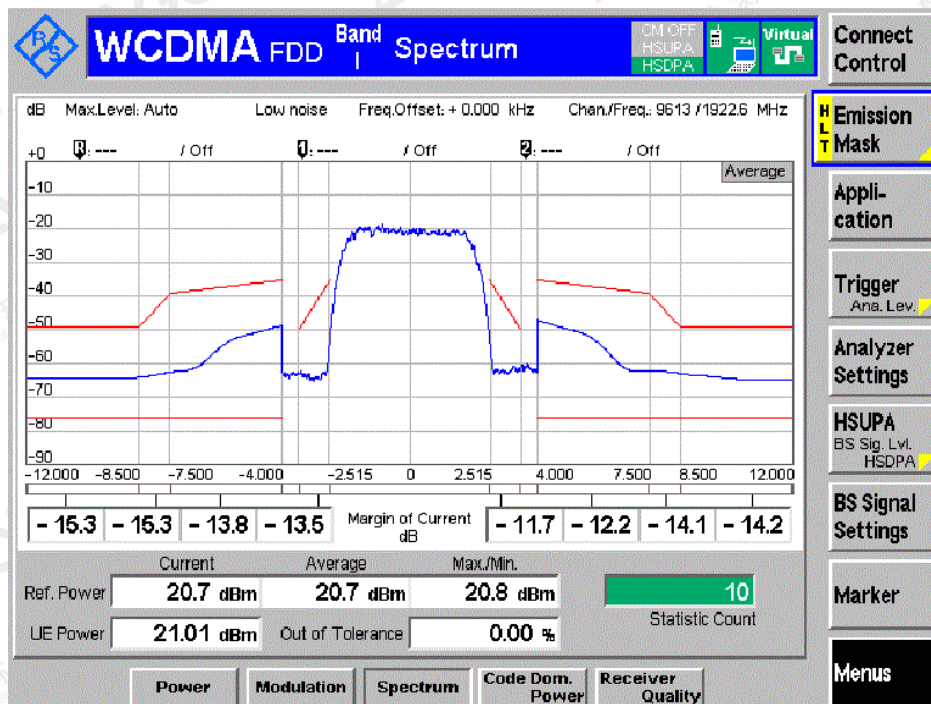 R&S
WCDMA FDD Band I Spectrum
CM OFF
HSUPA
HSDPA
Virtual
Connect Control
dB Max.Level: Auto Low noise Freq.Offset: + 0.000 kHz Chan./Freq.: 9613 /1922.6 MHz
HLT Emission Mask
+0 R: --- / Off 1: --- / Off 2: --- / Off
Average
-10
-20
-30
-40
-50
-60
-70
-80
-90
-12.000 -8.500 -7.500 -4.000 -2.515 0 2.515 4.000 7.500 8.500 12.000
Appli-
cation
Trigger
Ana. Lev.
Analyzer
Settings
HSUPA
BS Sig. Lvl.
HSDPA
- 15.3 - 15.3 - 13.8 - 13.5 Margin of Current dB - 11.7 - 12.2 - 14.1 - 14.2
BS Signal
Settings
Current Average Max./Min.
Ref. Power 20.7 dBm 20.7 dBm 20.8 dBm 10
Statistic Count
UE Power 21.01 dBm Out of Tolerance 0.00 %
Marker
Menus
Power Modulation Spectrum Code Dom. Power Receiver Quality